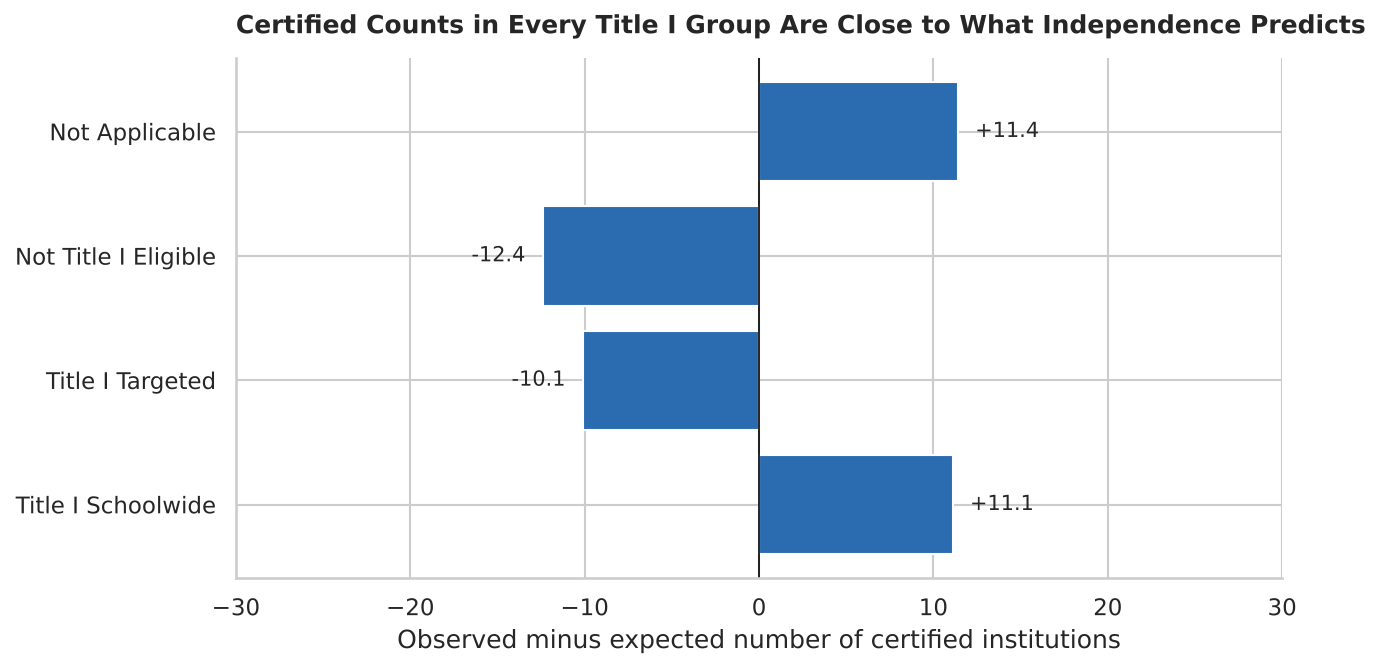 Certified Counts in Every Title I Group Are Close to What Independence Predicts
Not Applicable
+11.4
Not Title I Eligible
-12.4
Title I Targeted
-10.1
Title I Schoolwide
+11.1
−30
−20
−10
0
10
20
30
Observed minus expected number of certified institutions